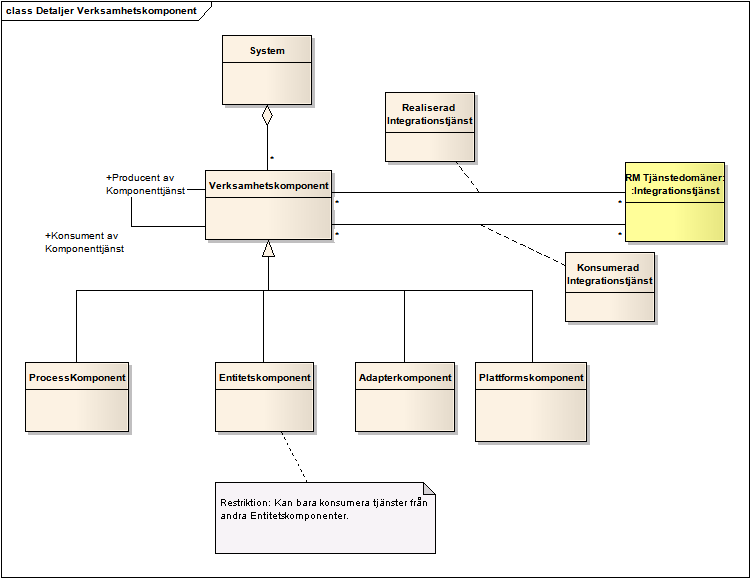 class Detaljer Verksamhetskomponent
System
Realiserad
Integrationstjänst
*
+Producent av
Komponenttjänst
Verksamhetskomponent
RM Tjänstedomäner:
:Integrationstjänst
*
*
*
*
+Konsument av
Komponenttjänst
Konsumerad
Integrationstjänst
ProcessKomponent
Entitetskomponent
Adapterkomponent
Plattformskomponent
Restriktion: Kan bara konsumera tjänster från
andra Entitetskomponenter.